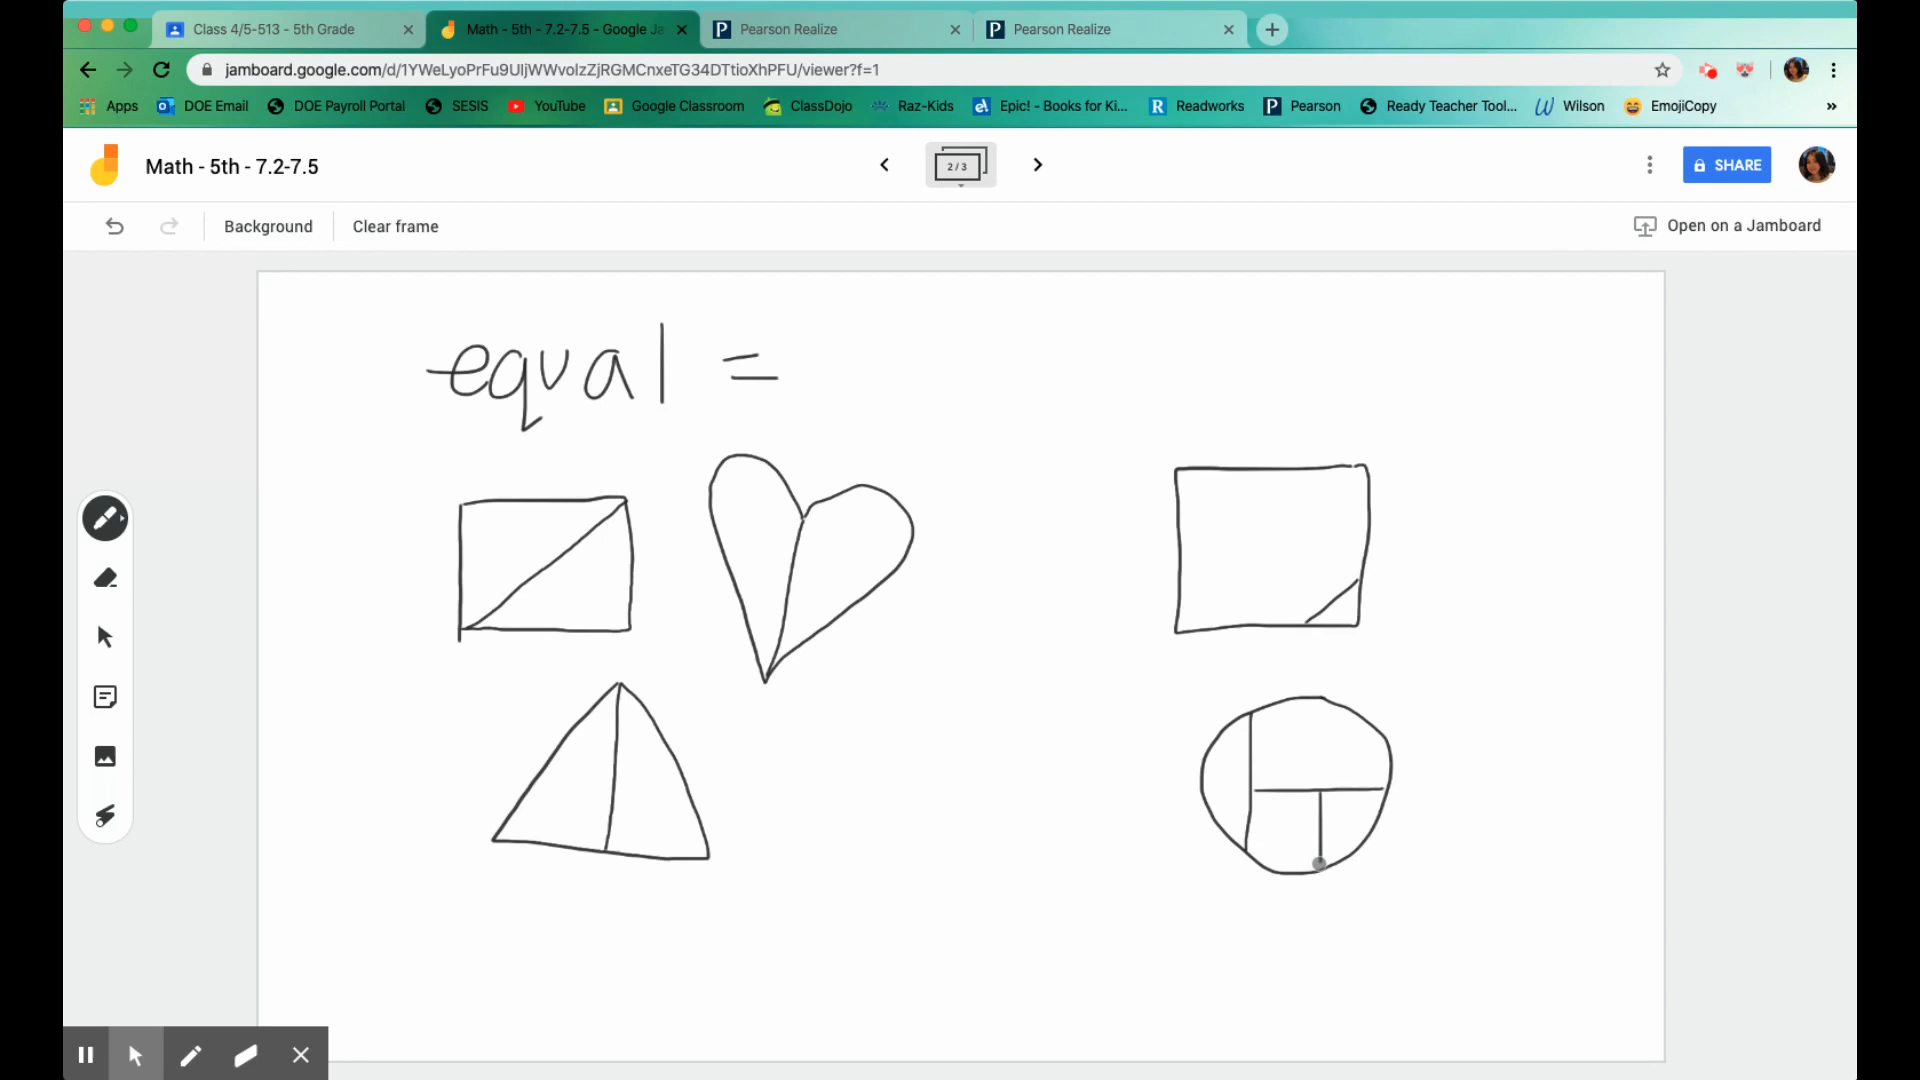 Class 4/5-513 - 5th Grade
Math - 5th - 7.2-7.5 - Google Ja
Pearson Realize
Pearson Realize
jamboard.google.com/d/1YWeLyoPrFu9UljWWvolzZjRGMCnxeTG34DTtioXhPFU/viewer?f=1
Apps DOE Email DOE Payroll Portal SESIS YouTube Google Classroom ClassDojo Raz-Kids Epic! - Books for Ki... Readworks Pearson Ready Teacher Tool... Wilson EmojiCopy »
Math - 5th - 7.2-7.5
2 / 3
SHARE
Background Clear frame
Open on a Jamboard
equal =